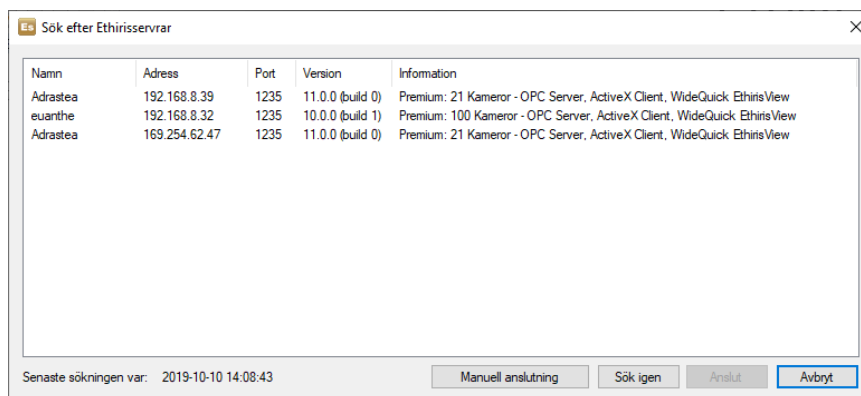 Es Sök efter Ethirisservrar
Namn Adress Port Version Information
Adrastea 192.168.8.39 1235 11.0.0 (build 0) Premium: 21 Kameror - OPC Server, ActiveX Client, WideQuick EthirisView
euanthe 192.168.8.32 1235 10.0.0 (build 1) Premium: 100 Kameror - OPC Server, ActiveX Client, WideQuick EthirisView
Adrastea 169.254.62.47 1235 11.0.0 (build 0) Premium: 21 Kameror - OPC Server, ActiveX Client, WideQuick EthirisView
Senaste sökningen var: 2019-10-10 14:08:43 Manuell anslutning Sök igen Anslut Avbryt